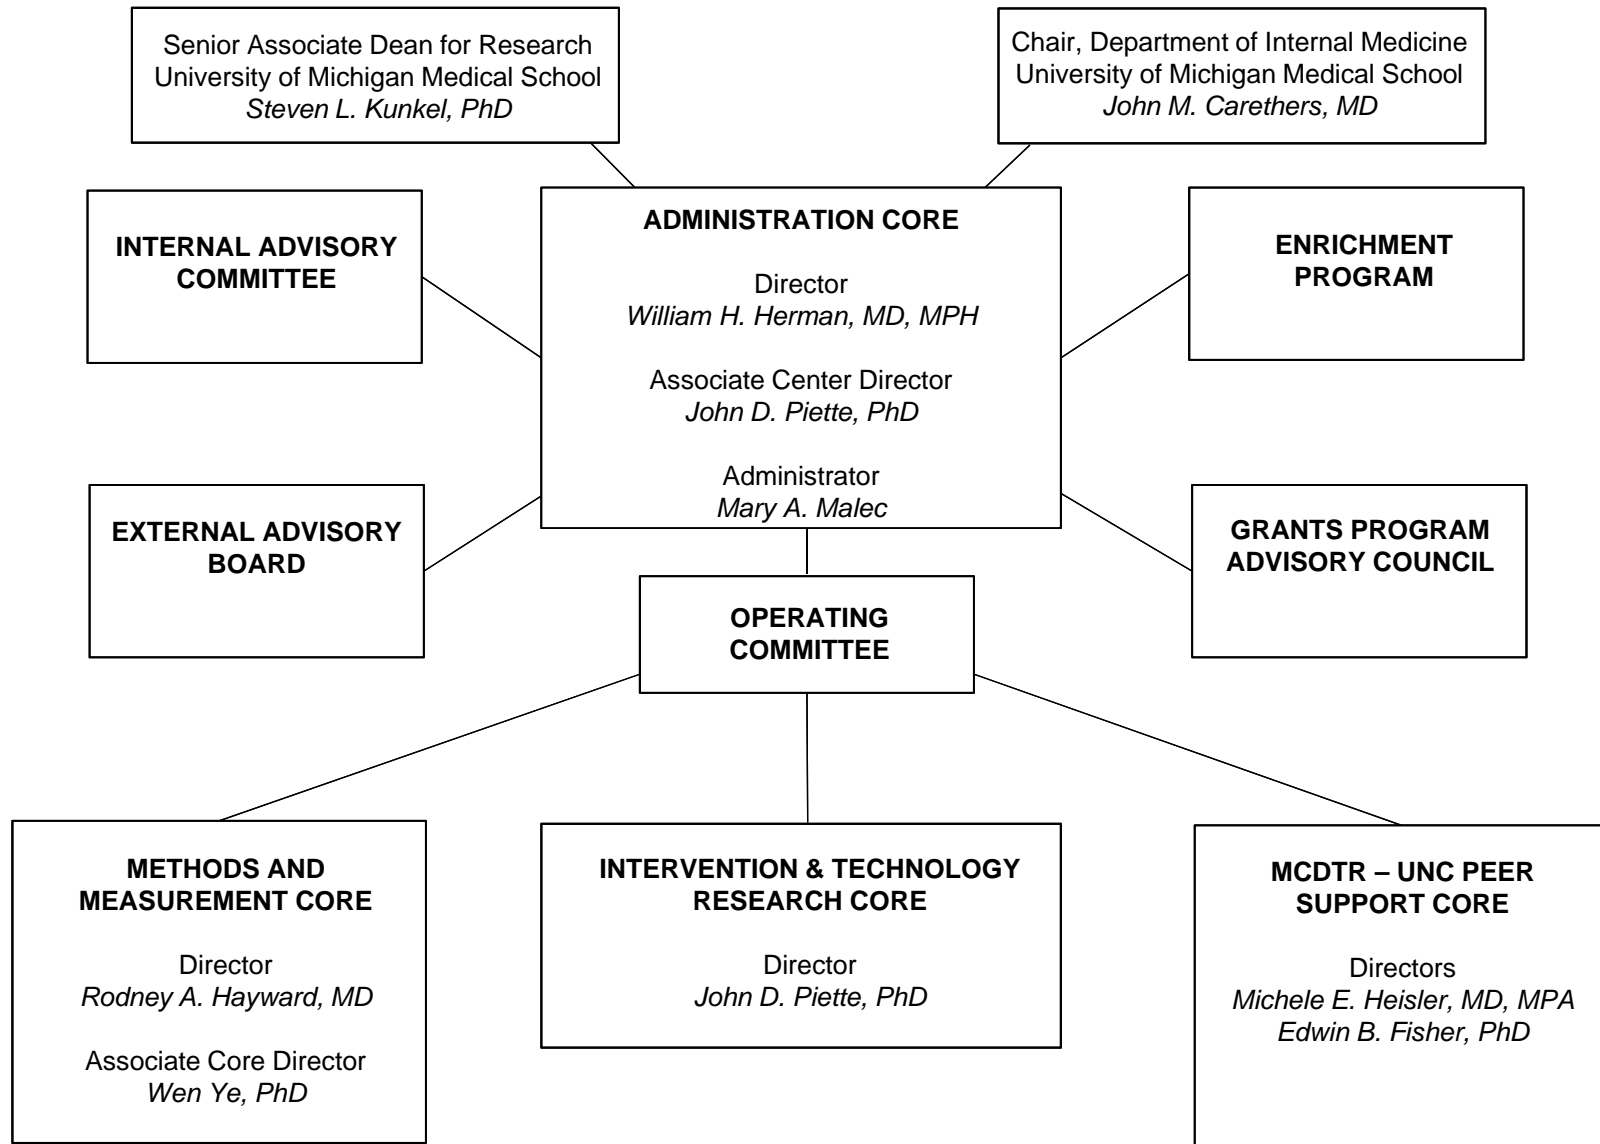 Senior Associate Dean for Research
University of Michigan Medical School
Steven L. Kunkel, PhD
Chair, Department of Internal Medicine
University of Michigan Medical School
John M. Carethers, MD
INTERNAL ADVISORY
COMMITTEE
ADMINISTRATION CORE
Director
William H. Herman, MD, MPH
Associate Center Director
John D. Piette, PhD
Administrator
Mary A. Malec
ENRICHMENT
PROGRAM
EXTERNAL ADVISORY
BOARD
GRANTS PROGRAM
ADVISORY COUNCIL
OPERATING
COMMITTEE
METHODS AND
MEASUREMENT CORE
Director
Rodney A. Hayward, MD
Associate Core Director
Wen Ye, PhD
INTERVENTION & TECHNOLOGY
RESEARCH CORE
Director
John D. Piette, PhD
MCDTR – UNC PEER
SUPPORT CORE
Directors
Michele E. Heisler, MD, MPA
Edwin B. Fisher, PhD